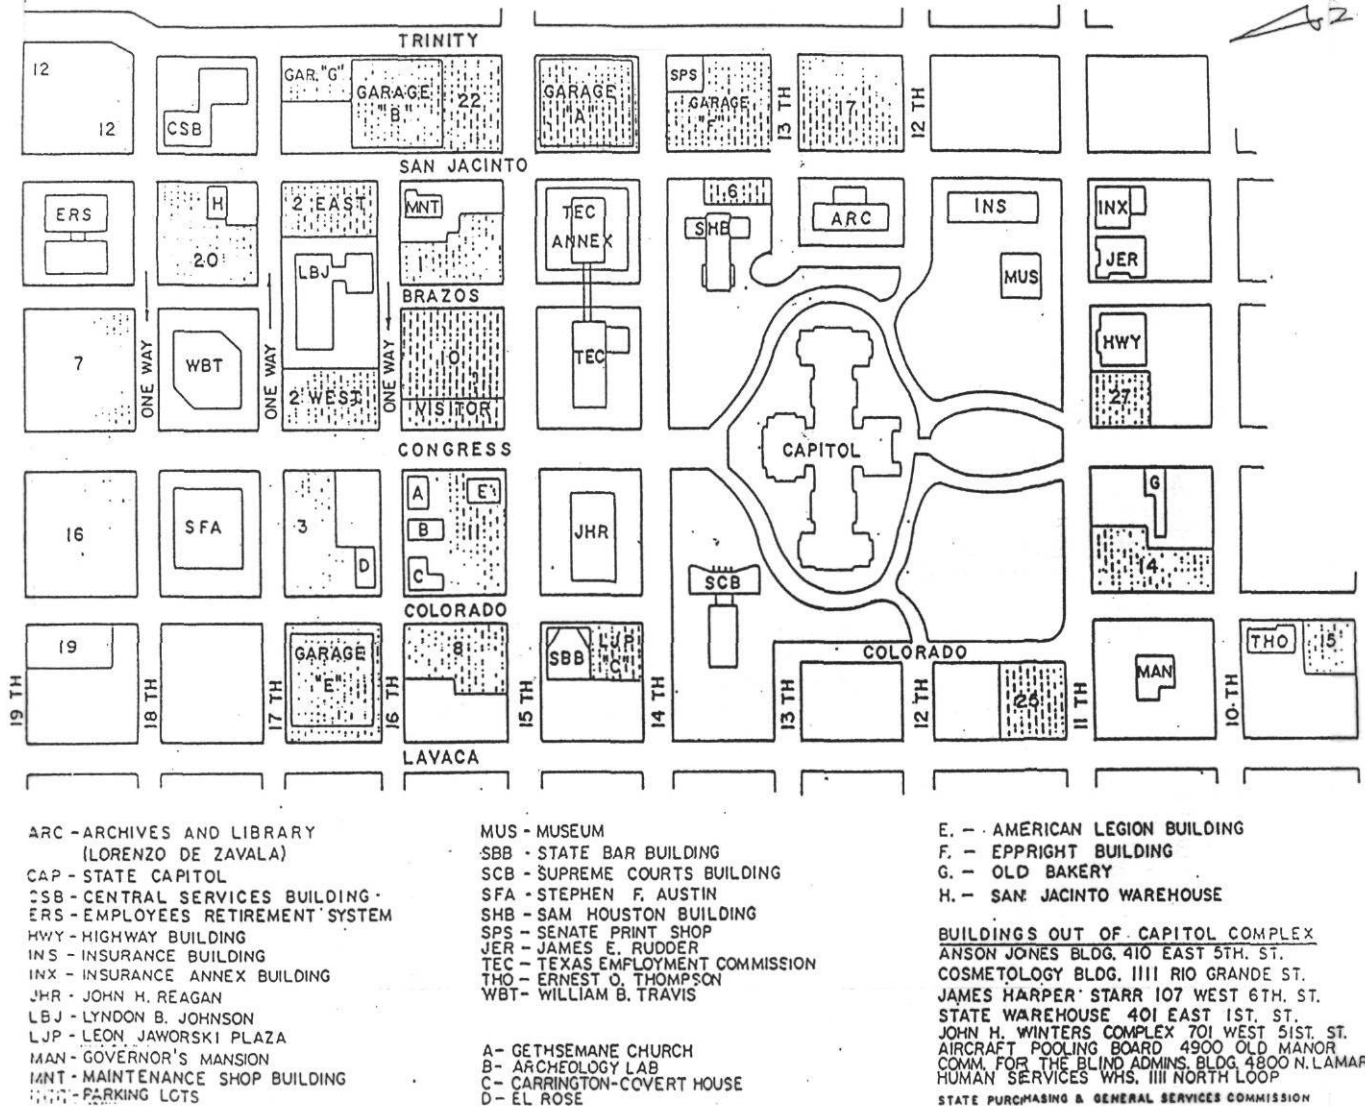 N
TRINITY
12
12
CSB
GAR. "G"
GARAGE
"B"
22
GARAGE
"A"
SPS
GARAGE
"F"
13 TH
17
12 TH
SAN JACINTO
ERS
H
20
2 EAST
LBJ
MNT
1
TEC
ANNEX
6
SHB
ARC
INS
MUS
INX
JER
BRAZOS
7
ONE WAY
WBT
ONE WAY
2 WEST
ONE WAY
10
VISITOR
TEC
CAPITOL
HWY
27
CONGRESS
16
SFA
3
D
A
B
C
E
11
JHR
SCB
G
14
COLORADO
COLORADO
19 TH
19
18 TH
17 TH
GARAGE
"E"
16 TH
8
15 TH
SBB
14 TH
13 TH
12 TH
25
11 TH
MAN
10 TH
THO
5
LAVACA
ARC - ARCHIVES AND LIBRARY
(LORENZO DE ZAVALA)
CAP - STATE CAPITOL
CSB - CENTRAL SERVICES BUILDING
ERS - EMPLOYEES RETIREMENT SYSTEM
HWY - HIGHWAY BUILDING
INS - INSURANCE BUILDING
INX - INSURANCE ANNEX BUILDING
JHR - JOHN H. REAGAN
LBJ - LYNDON B. JOHNSON
LJP - LEON JAWORSKI PLAZA
MAN - GOVERNOR'S MANSION
MNT - MAINTENANCE SHOP BUILDING
- PARKING LOTS
MUS - MUSEUM
SBB - STATE BAR BUILDING
SCB - SUPREME COURTS BUILDING
SFA - STEPHEN F. AUSTIN
SHB - SAM HOUSTON BUILDING
SPS - SENATE PRINT SHOP
JER - JAMES E. RUDDER
TEC - TEXAS EMPLOYMENT COMMISSION
THO - ERNEST O. THOMPSON
WBT - WILLIAM B. TRAVIS
A - GETHSEMANE CHURCH
B - ARCHEOLOGY LAB
C - CARRINGTON-COVERT HOUSE
D - EL ROSE
E. - AMERICAN LEGION BUILDING
F. - EPPRIGHT BUILDING
G. - OLD BAKERY
H. - SAN JACINTO WAREHOUSE
BUILDINGS OUT OF CAPITOL COMPLEX
ANSON JONES BLDG. 410 EAST 5TH. ST.
COSMETOLOGY BLDG. 1111 RIO GRANDE ST.
JAMES HARPER STARR 107 WEST 6TH. ST.
STATE WAREHOUSE 401 EAST 1ST. ST.
JOHN H. WINTERS COMPLEX 701 WEST 51ST. ST.
AIRCRAFT POOLING BOARD 4900 OLD MANOR
COMM. FOR THE BLIND ADMINS. BLDG. 4800 N. LAMAR
HUMAN SERVICES WHS. 1111 NORTH LOOP
STATE PURCHASING & GENERAL SERVICES COMMISSION